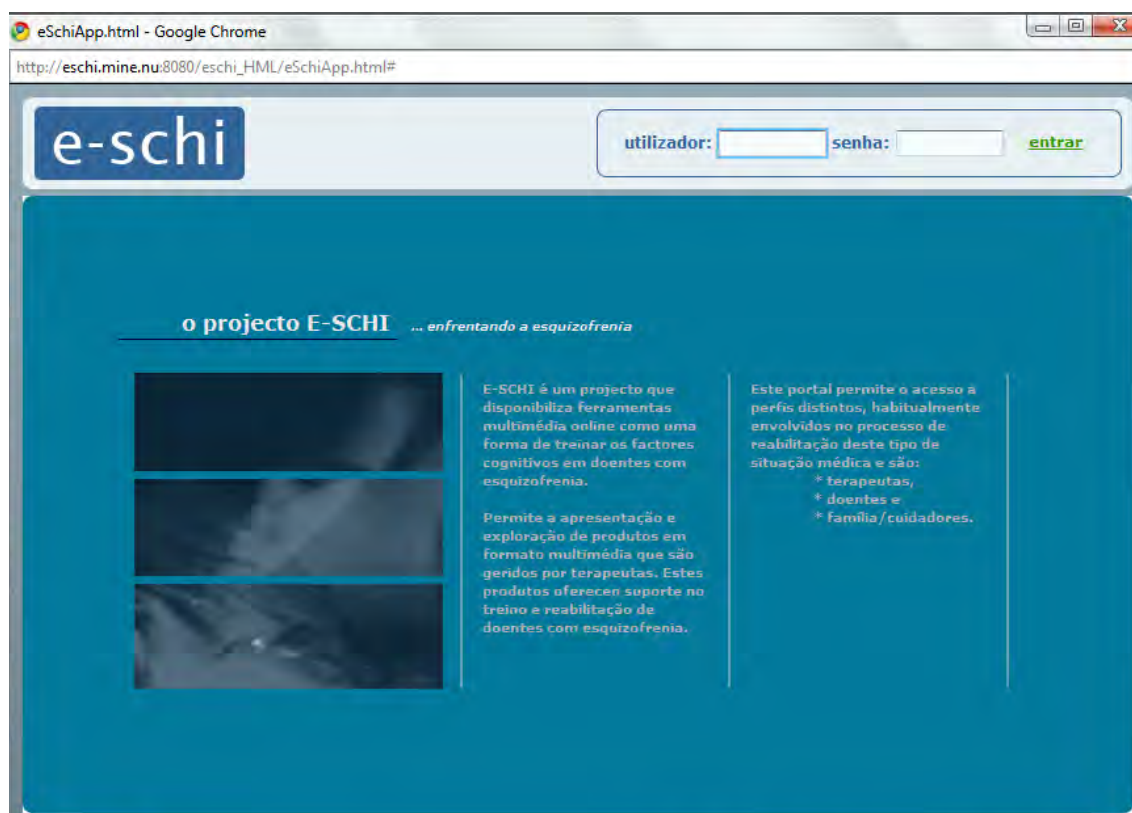 eSchiApp.html - Google Chrome
http://eschi.mine.nu:8080/eschi_HML/eSchiApp.html#
e-schi
utilizador: senha: entrar
o projecto E-SCHI ... enfrentando a esquizofrenia
E-SCHI é um projecto que
disponibiliza ferramentas
multimédia online como uma
forma de treinar os factores
cognitivos em doentes com
esquizofrenia.
Permite a apresentação e
exploração de produtos em
formato multimédia que são
geridos por terapeutas. Estes
produtos oferecen suporte no
treino e reabilitação de
doentes com esquizofrenia.
Este portal permite o acesso a
perfis distintos, habitualmente
envolvidos no processo de
reabilitação deste tipo de
situação médica e são:
* terapeutas,
* doentes e
* família/cuidadores.